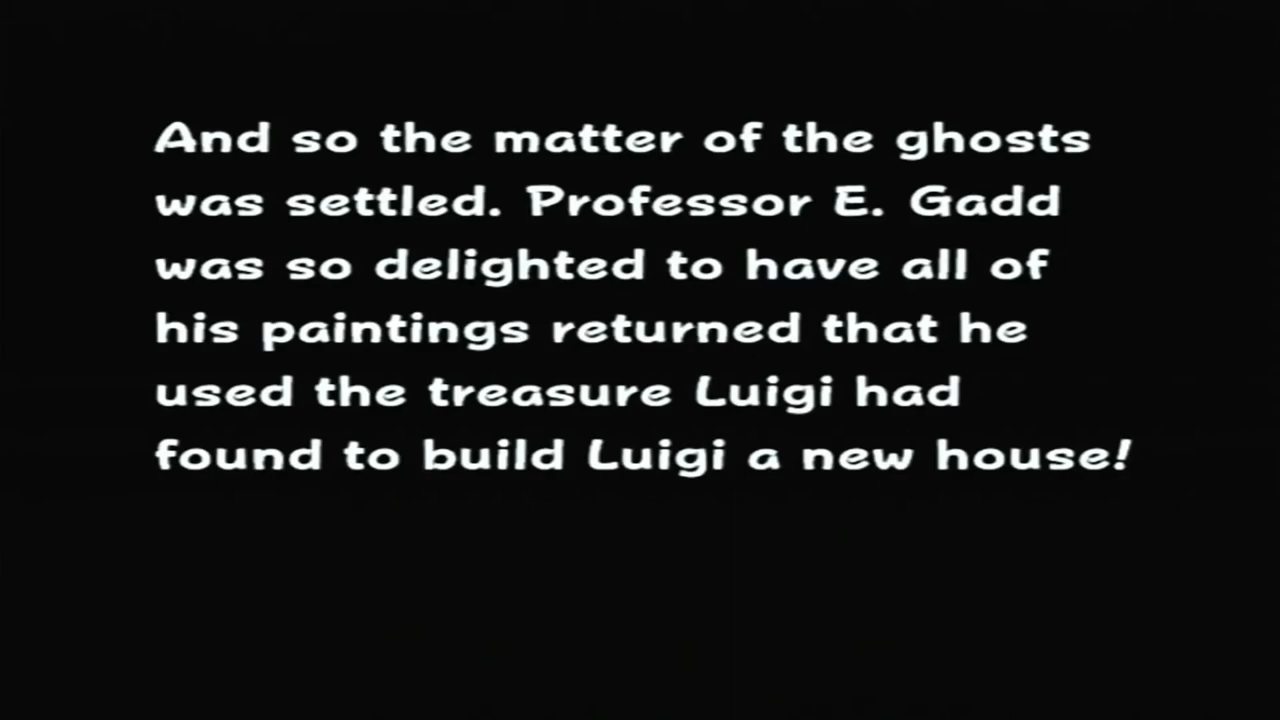 And so the matter of the ghosts
was settled. Professor E. Gadd
was so delighted to have all of
his paintings returned that he
used the treasure Luigi had
found to build Luigi a new house!